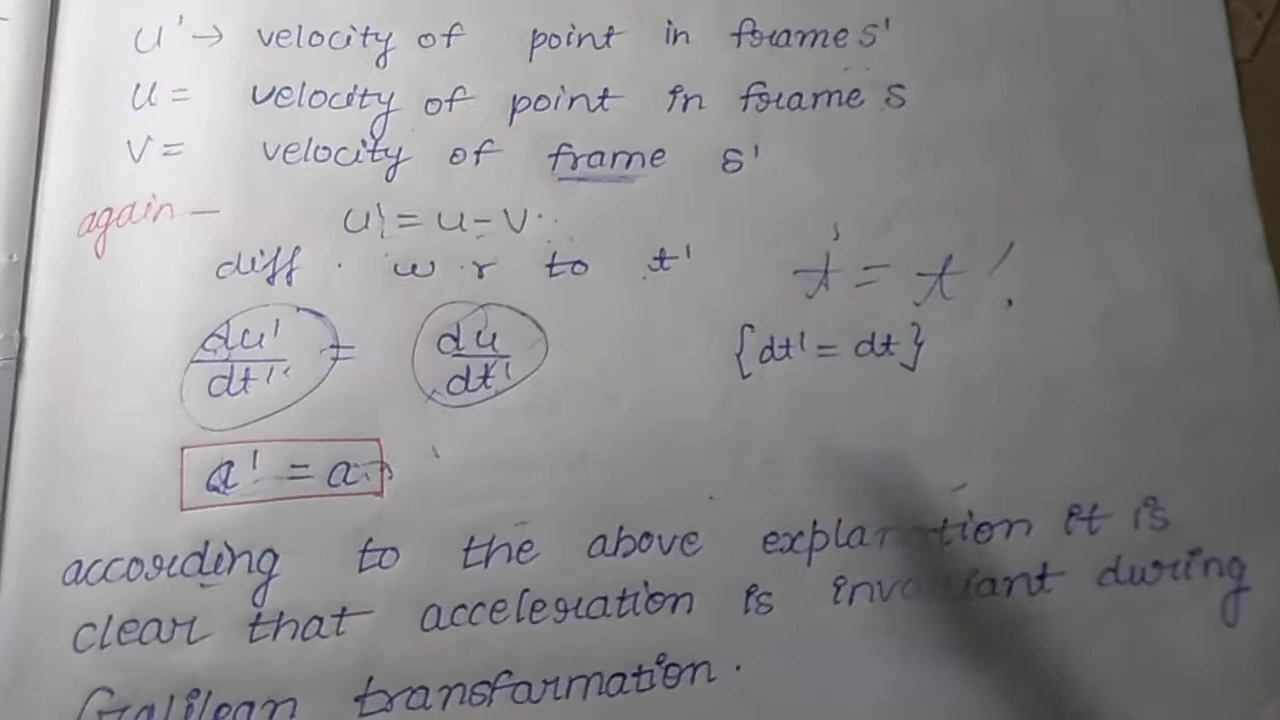 u' → velocity of point in frame s'
u = velocity of point in frame s
v = velocity of frame s'
again — u' = u - v
diff. w.r to t' t = t'
du'/dt' = du/dt' {dt' = dt}
a' = a
according to the above explanation it is
clear that acceleration is invariant during
Galilean transformation.